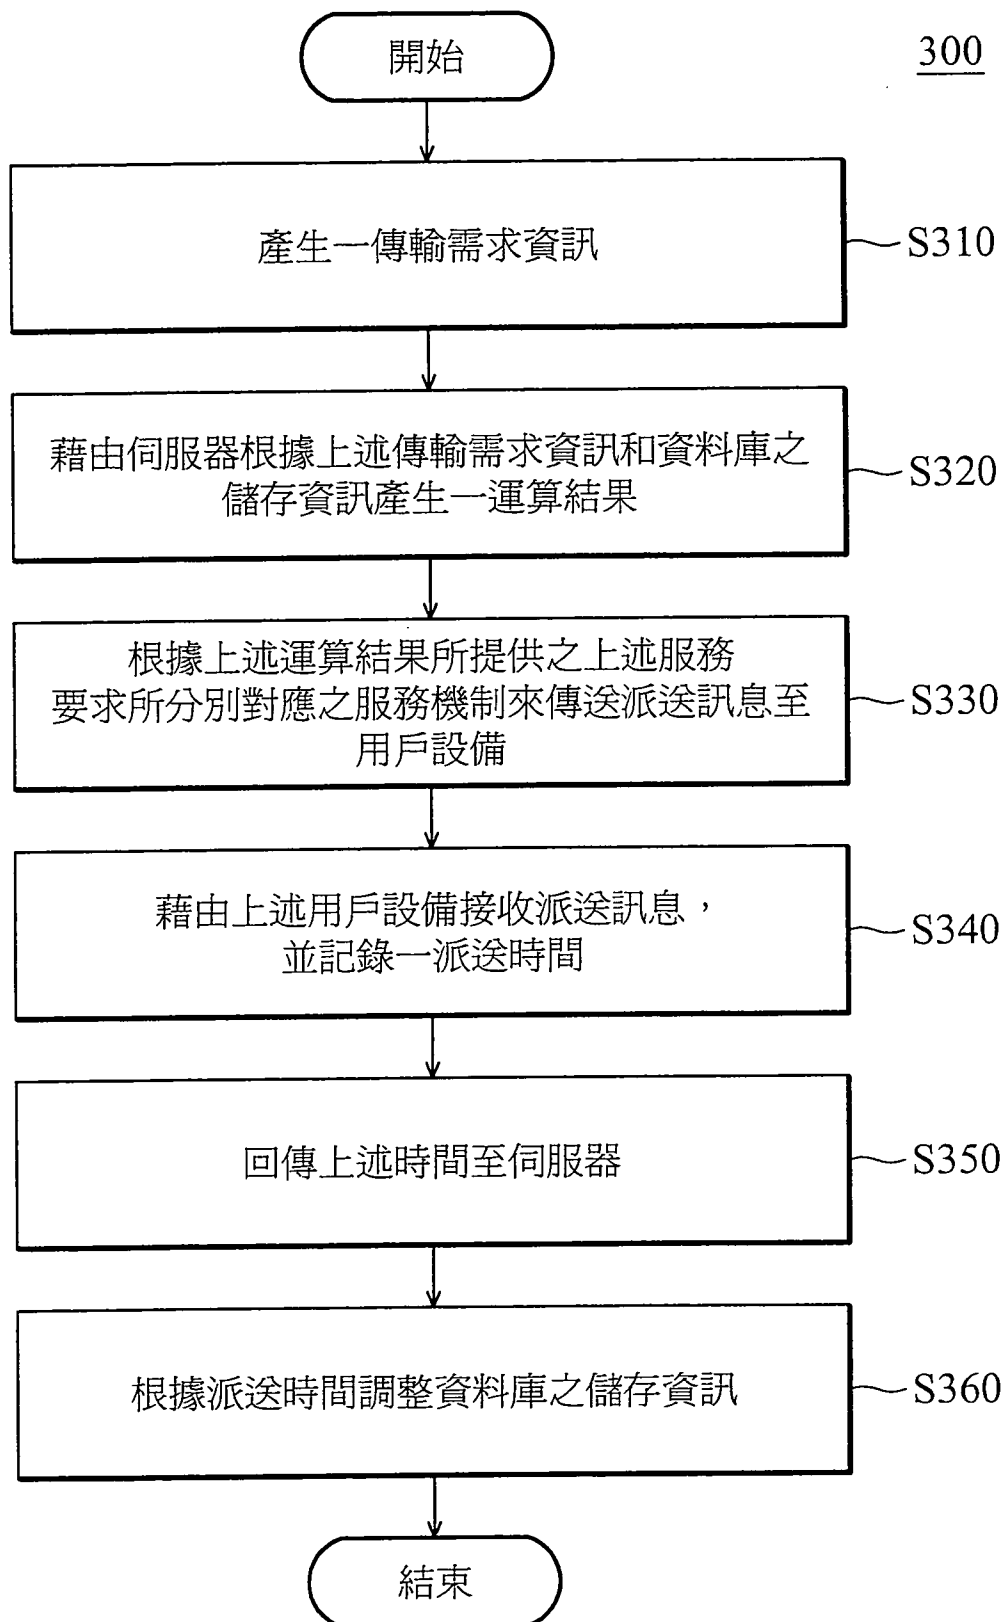 開始
300
產生一傳輸需求資訊
S310
藉由伺服器根據上述傳輸需求資訊和資料庫之
儲存資訊產生一運算結果
S320
根據上述運算結果所提供之上述服務
要求所分別對應之服務機制來傳送派送訊息至
用戶設備
S330
藉由上述用戶設備接收派送訊息，
並記錄一派送時間
S340
回傳上述時間至伺服器
S350
根據派送時間調整資料庫之儲存資訊
S360
結束